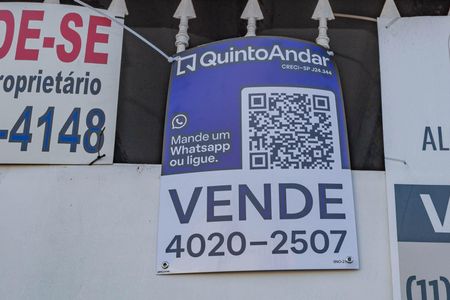 DE-SE
roprietário
-4148
QuintoAndar
CRECI-SP J24.344
Mande um
Whatsapp
ou ligue.
VENDE
4020-2507
AL
V
(11)